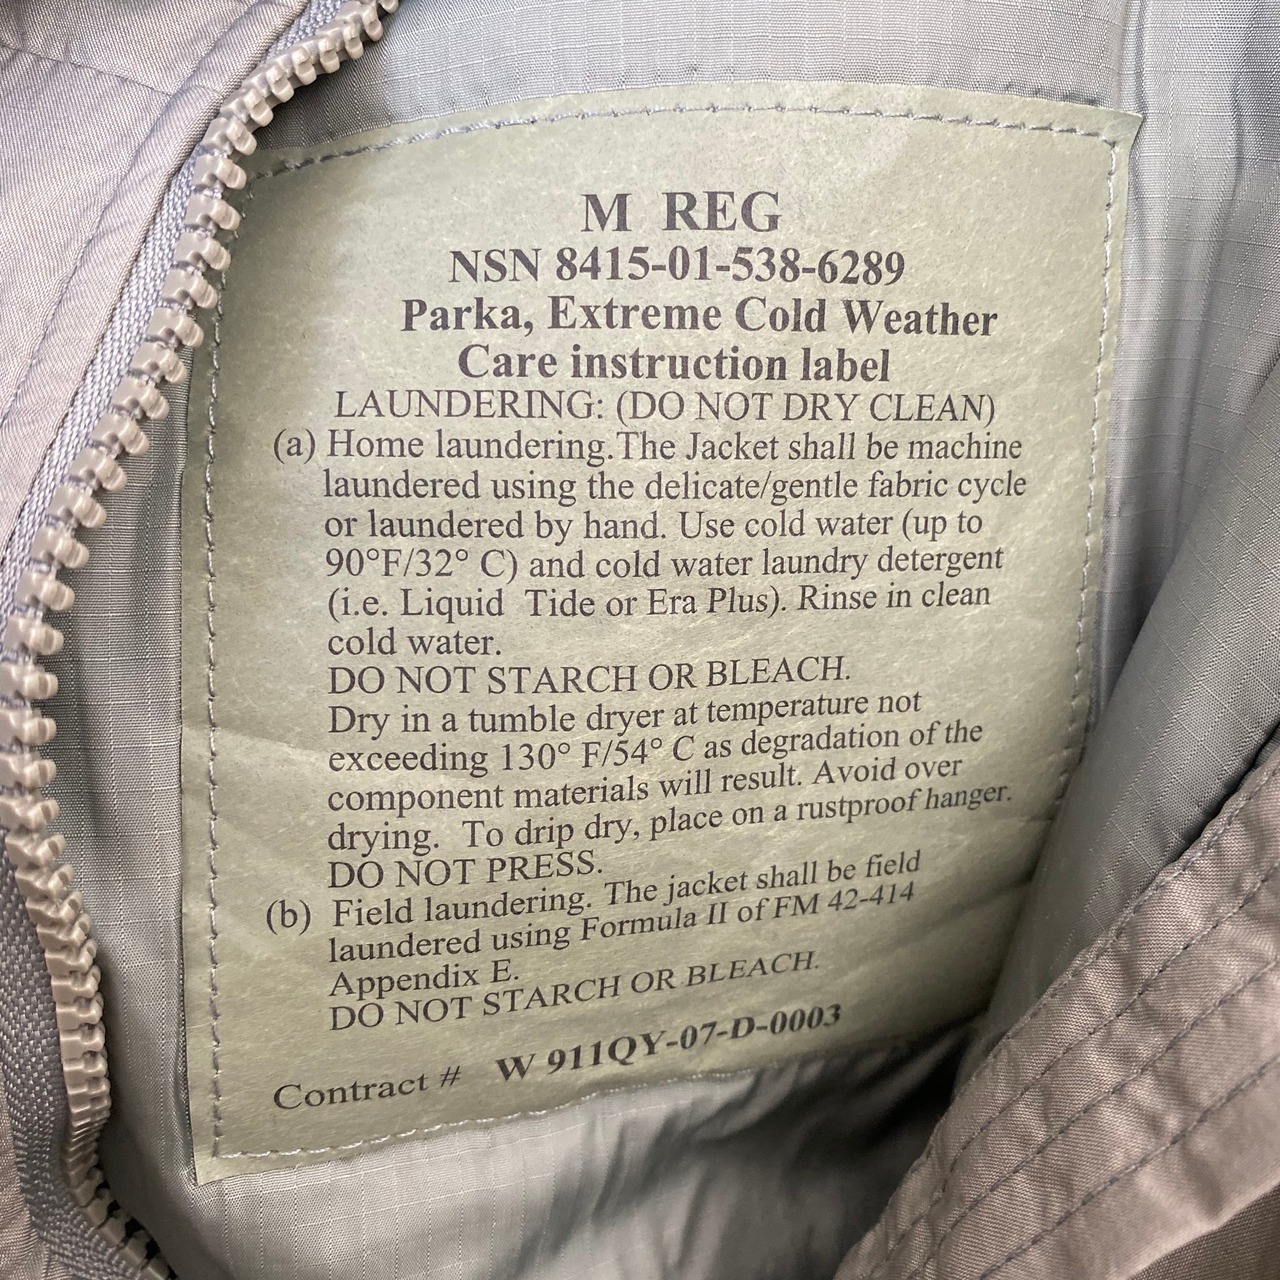 M REG
NSN 8415-01-538-6289
Parka, Extreme Cold Weather
Care instruction label
LAUNDERING: (DO NOT DRY CLEAN)
(a) Home laundering.The Jacket shall be machine
laundered using the delicate/gentle fabric cycle
or laundered by hand. Use cold water (up to
90°F/32° C) and cold water laundry detergent
(i.e. Liquid Tide or Era Plus). Rinse in clean
cold water.
DO NOT STARCH OR BLEACH.
Dry in a tumble dryer at temperature not
exceeding 130° F/54° C as degradation of the
component materials will result. Avoid over
drying. To drip dry, place on a rustproof hanger.
DO NOT PRESS.
(b) Field laundering. The jacket shall be field
laundered using Formula II of FM 42-414
Appendix E.
DO NOT STARCH OR BLEACH.
Contract # W 911QY-07-D-0003